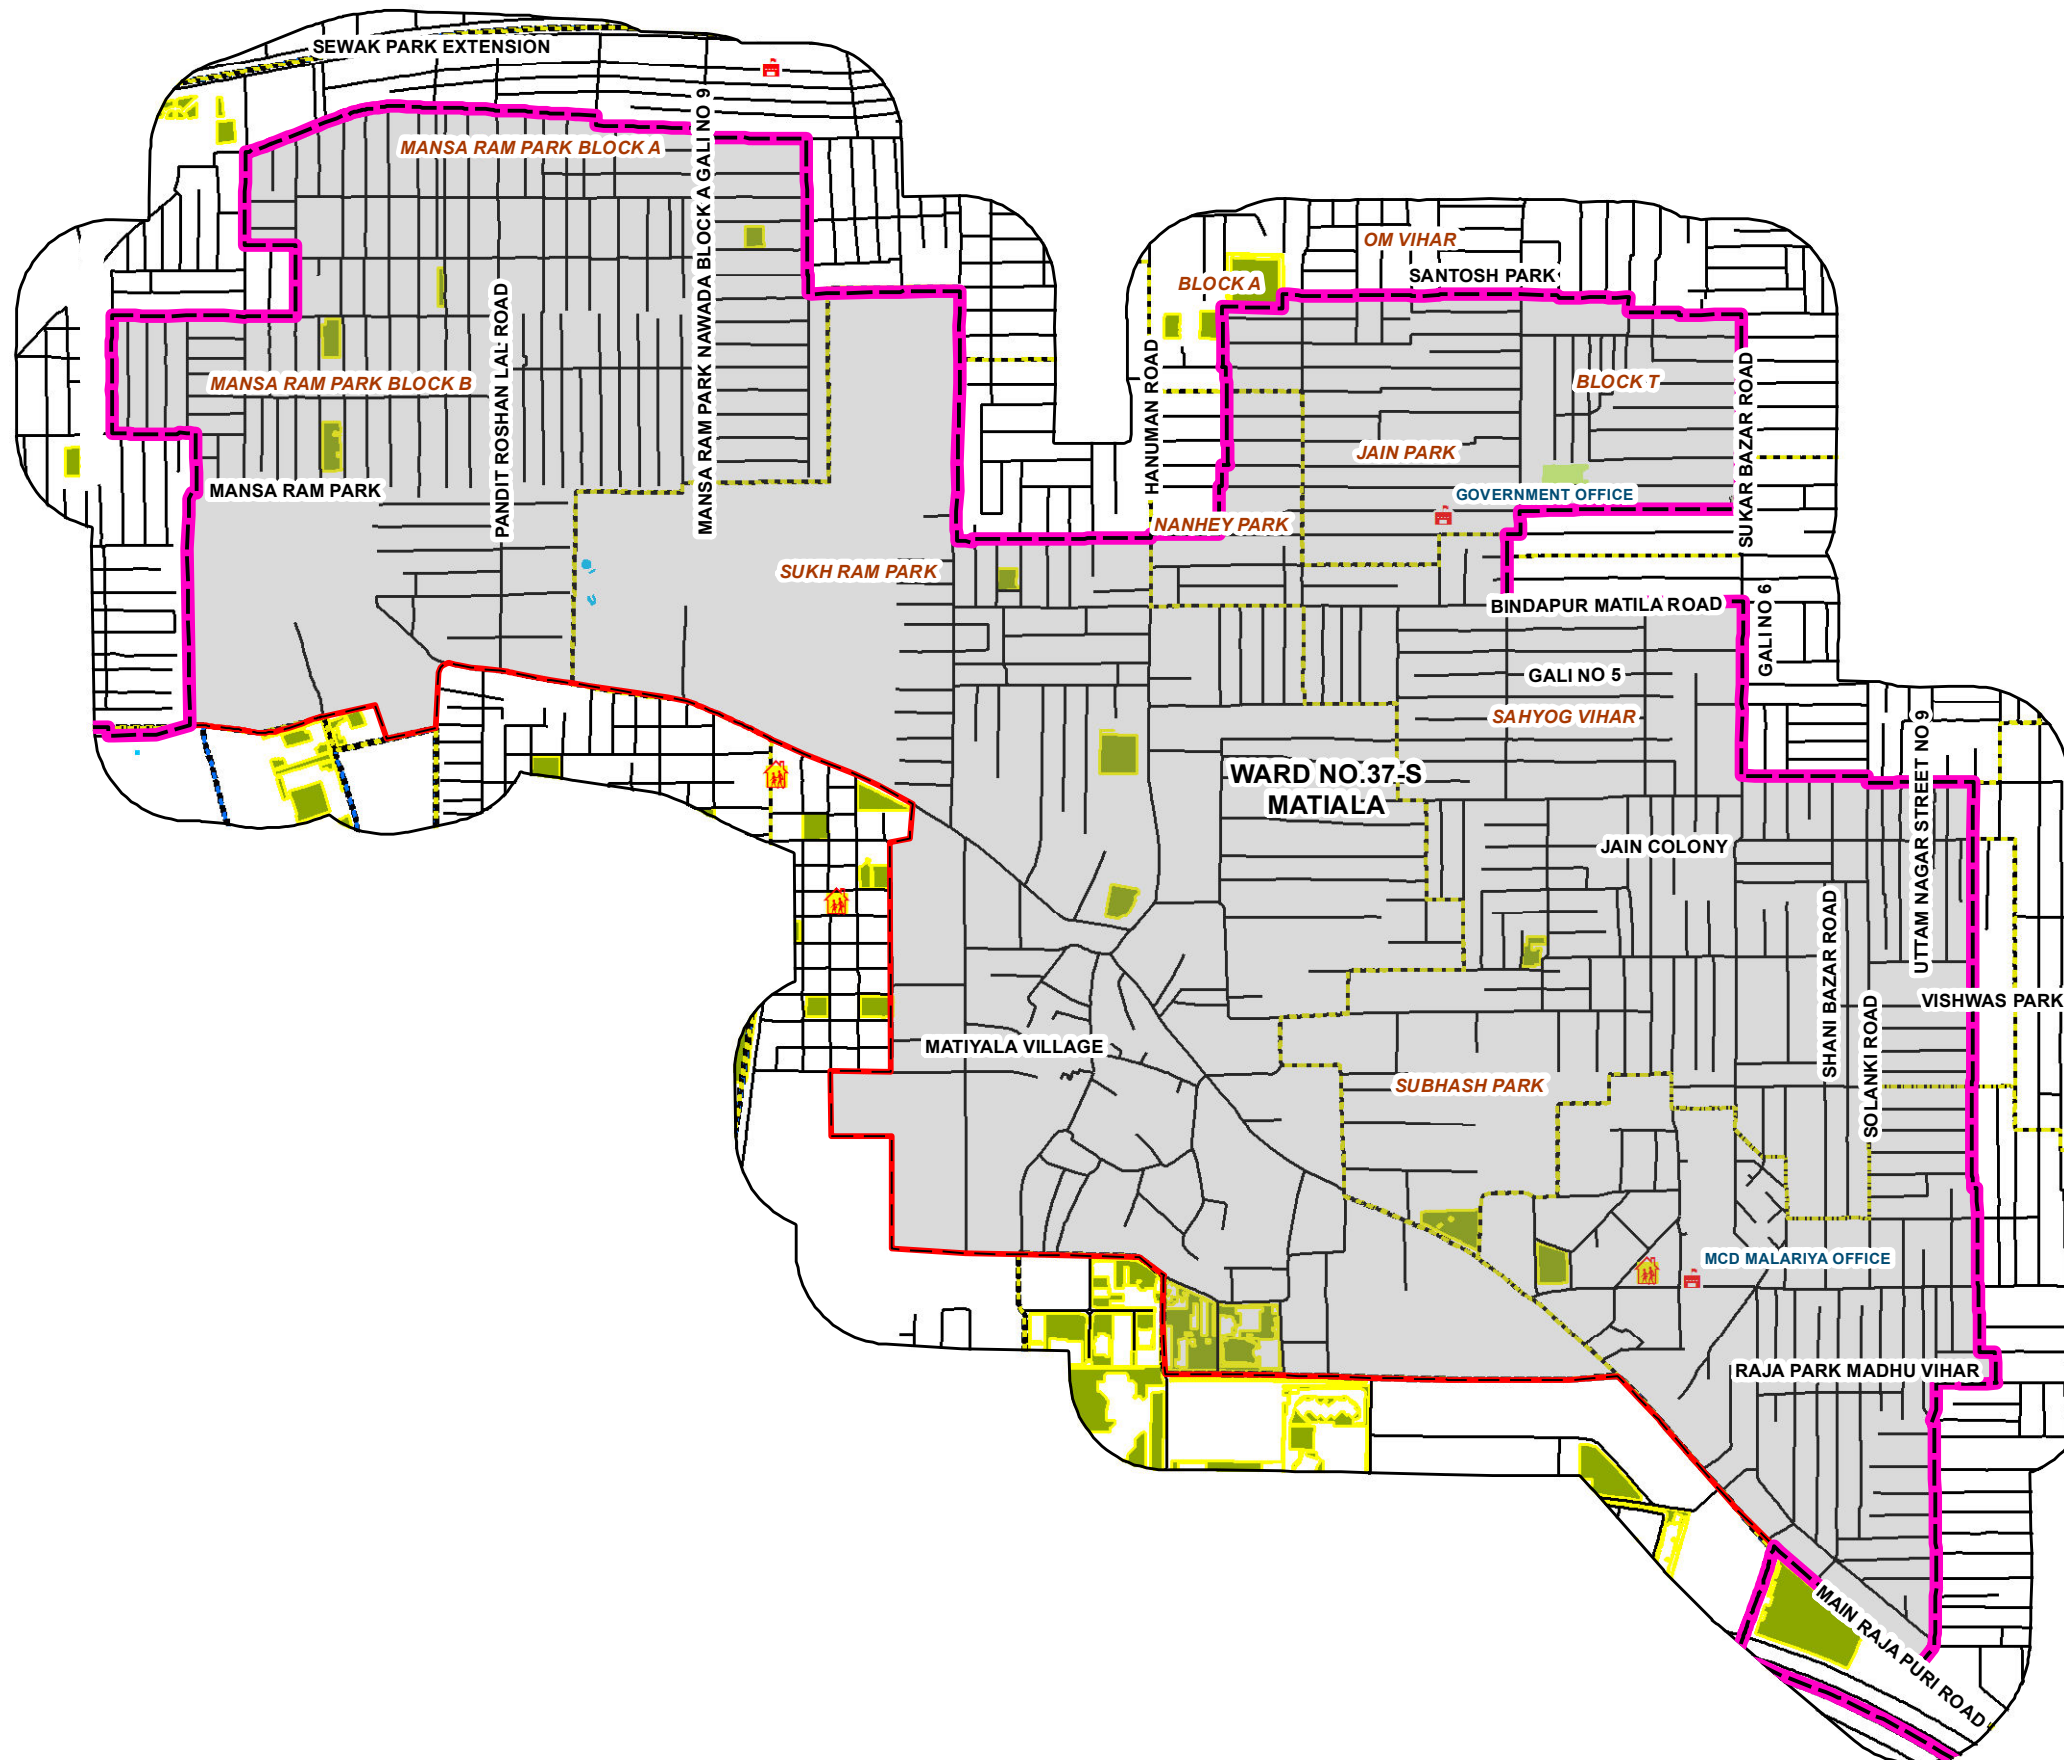 SEWAK PARK EXTENSION
MANSA RAM PARK BLOCK A
MANSA RAM PARK NAWADA BLOCK A GALI NO 9
OM VIHAR
SANTOSH PARK
BLOCK A
PANDIT ROSHAN LAL ROAD
HANURMAN ROAD
MANSA RAM PARK BLOCK B
BLOCK T
SUKAR BAZAR ROAD
JAIN PARK
MANSA RAM PARK
GOVERNMENT OFFICE
NANHEY PARK
SUKH RAM PARK
BINDAPUR MATILA ROAD
GALI NO 6
GALI NO 5
SAHYOG VIHAR
UTTAM NAGAR STREET NO 9
WARD NO.37-S
MATIALA
JAIN COLONY
SHANI BAZAR ROAD
VISHWAS PARK
SOLANKI ROAD
MATIYALA VILLAGE
SUBHASH PARK
MCD MALARIYA OFFICE
RAJA PARK MADHU VIHAR
MAIN RAJA PURI ROAD